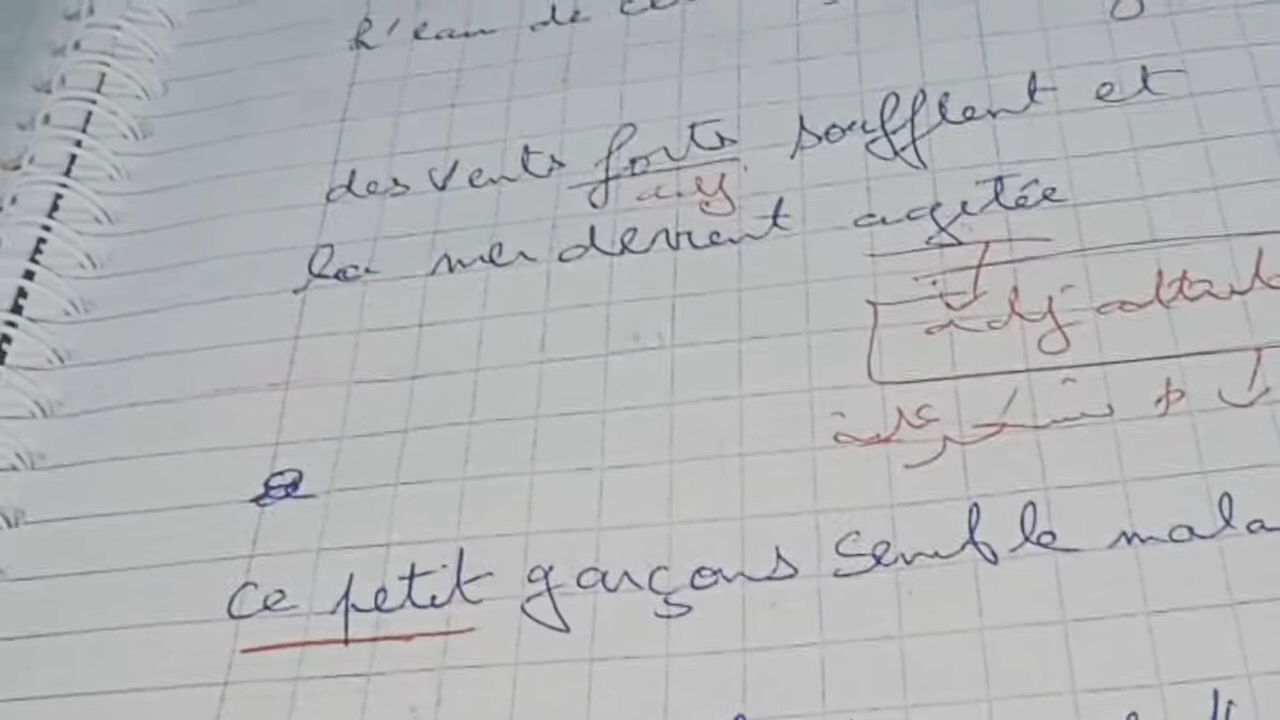 l'eau de
des vents forts soufflent et
adj
la mer devient agitée
adj attrib
ce petit garçons semble mala